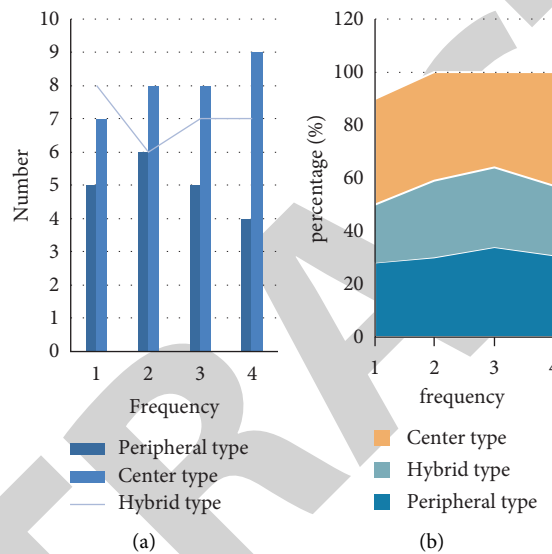 10
9
8
7
6
5
4
3
2
1
0
Number
1 2 3 4
Frequency
Peripheral type
Center type
Hybrid type
(a)
120
100
80
60
40
20
0
percentage (%)
1 2 3 4
frequency
Center type
Hybrid type
Peripheral type
(b)